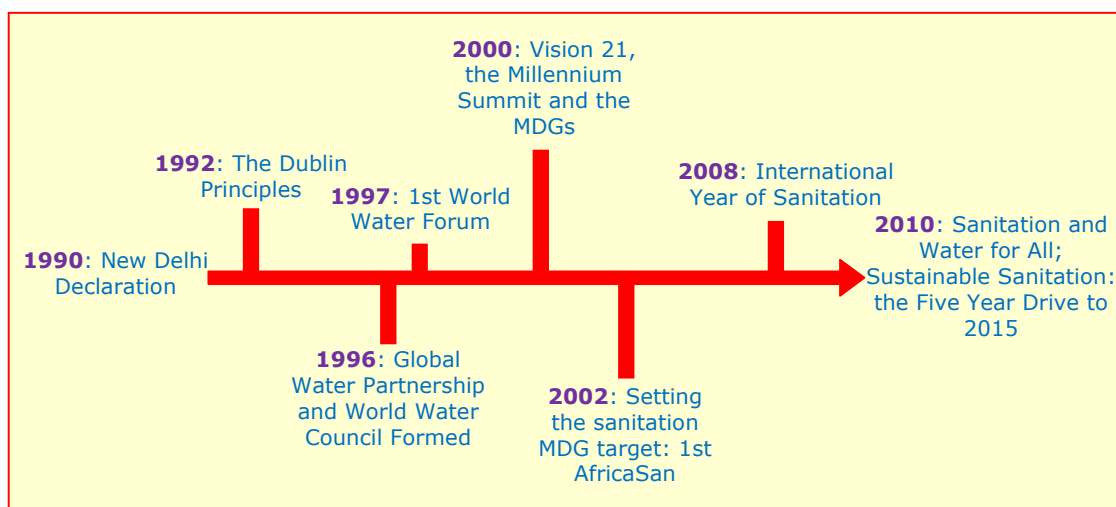 1990: New Delhi
Declaration
1992: The Dublin
Principles
1996: Global
Water Partnership
and World Water
Council Formed
1997: 1st World
Water Forum
2000: Vision 21,
the Millennium
Summit and the
MDGs
2002: Setting
the sanitation
MDG target: 1st
AfricaSan
2008: International
Year of Sanitation
2010: Sanitation and
Water for All;
Sustainable Sanitation:
the Five Year Drive to
2015